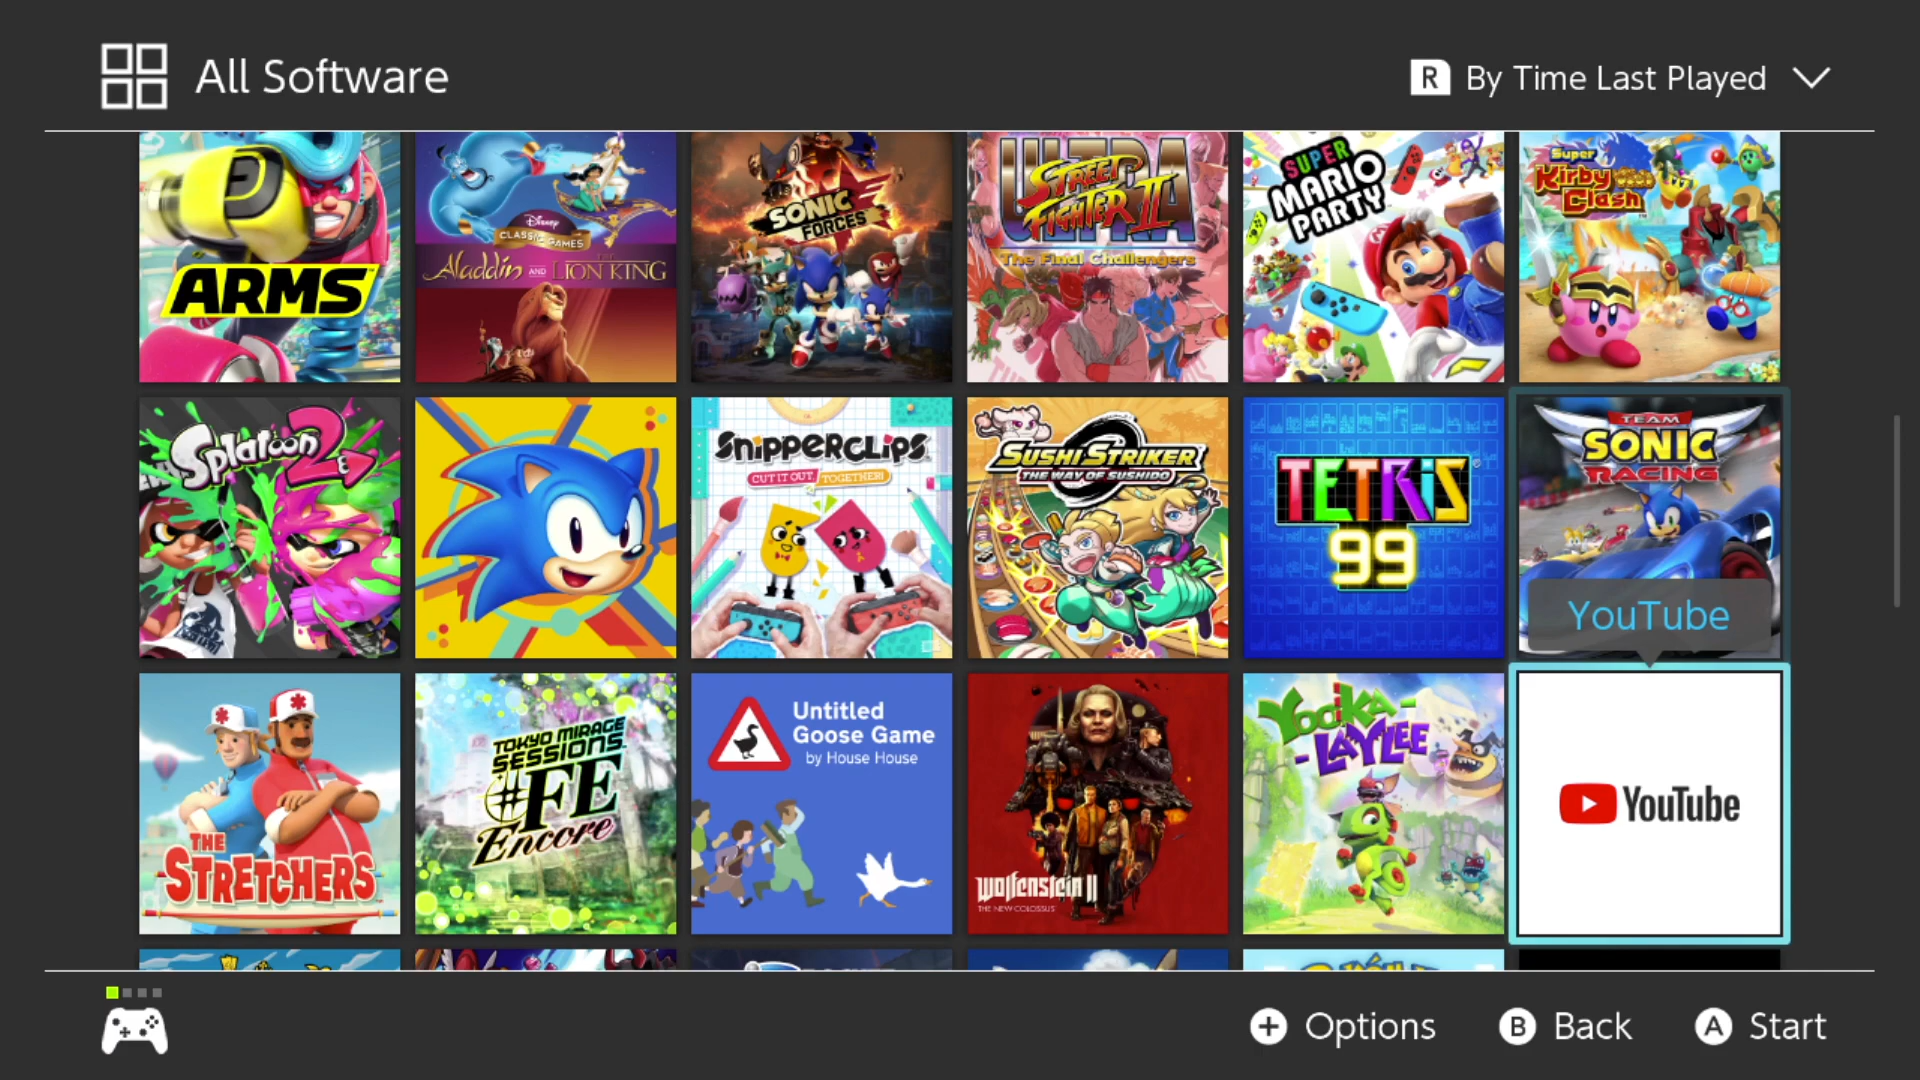 All Software
R By Time Last Played
ARMS
Disney
CLASSIC GAMES
Aladdin AND THE LION KING
SONIC
FORCES
ULTRA
STREET
FIGHTER II
The Final Challengers
SUPER
MARIO
PARTY
Super
Kirby
Clash
Splatoon 2
SNIPPERCLIPS
CUT IT OUT, TOGETHER!
SUSHI STRIKER
THE WAY OF SUSHIDO
TETRIS
99
TEAM
SONIC
RACING
YouTube
THE
STRETCHERS
TOKYO MIRAGE
SESSIONS
#FE
Encore
Untitled
Goose Game
by House House
Wolfenstein II
THE NEW COLOSSUS
YOOKA-
-LAYLEE
YouTube
+ Options
B Back
A Start